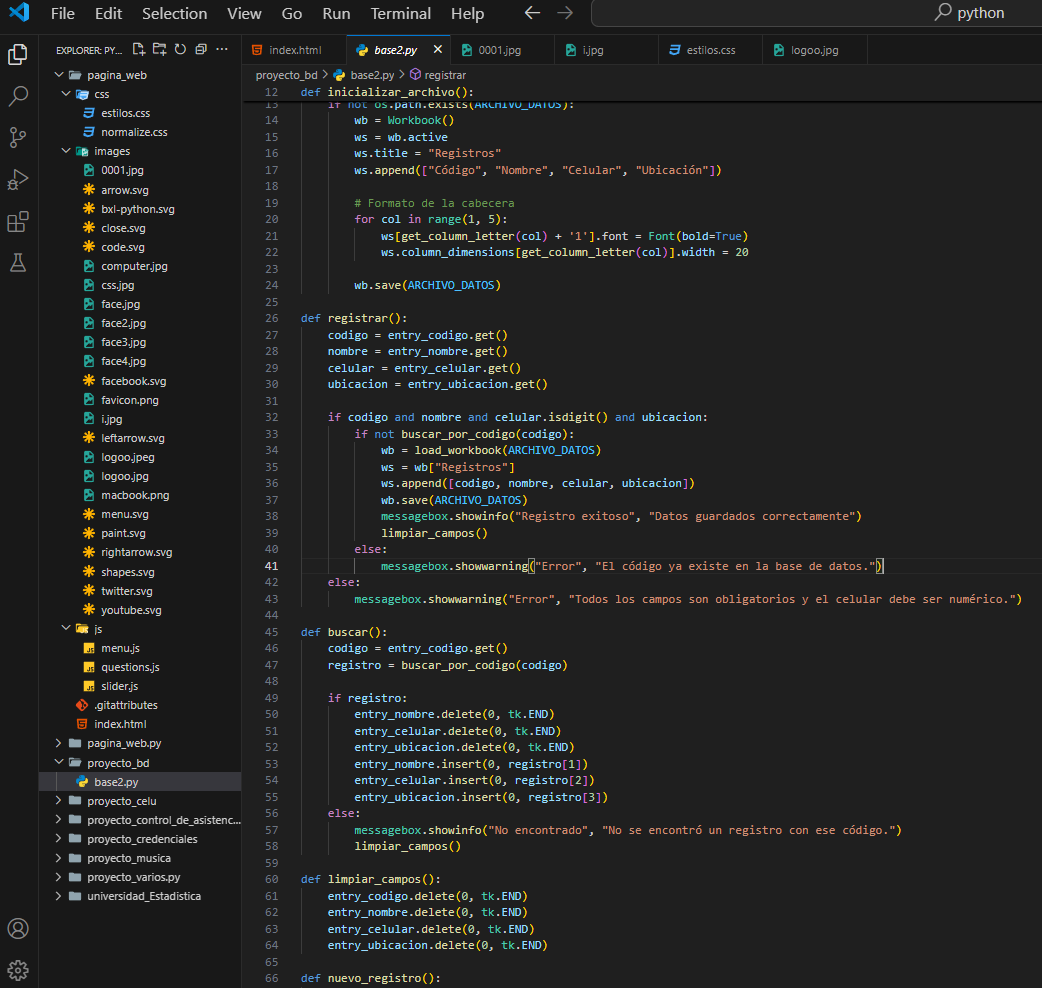 File Edit Selection View Go Run Terminal Help python
EXPLORER: PY...
index.html base2.py 0001.jpg i.jpg estilos.css logoo.jpg
pagina_web
css
estilos.css
normalize.css
images
0001.jpg
arrow.svg
bxl-python.svg
close.svg
code.svg
computer.jpg
css.jpg
face.jpg
face2.jpg
face3.jpg
face4.jpg
facebook.svg
favicon.png
i.jpg
leftarrow.svg
logoo.jpeg
logoo.jpg
macbook.png
menu.svg
paint.svg
rightarrow.svg
shapes.svg
twitter.svg
youtube.svg
js
menu.js
questions.js
slider.js
.gitattributes
index.html
pagina_web.py
proyecto_bd
base2.py
proyecto_celu
proyecto_control_de_asistenc...
proyecto_credenciales
proyecto_musica
proyecto_varios.py
universidad_Estadistica
proyecto_bd > base2.py > registrar
12 def inicializar_archivo():
13 if not os.path.exists(ARCHIVO_DATOS):
14 wb = Workbook()
15 ws = wb.active
16 ws.title = "Registros"
17 ws.append(["Código", "Nombre", "Celular", "Ubicación"])
18
19 # Formato de la cabecera
20 for col in range(1, 5):
21 ws[get_column_letter(col) + '1'].font = Font(bold=True)
22 ws.column_dimensions[get_column_letter(col)].width = 20
23
24 wb.save(ARCHIVO_DATOS)
25
26 def registrar():
27 codigo = entry_codigo.get()
28 nombre = entry_nombre.get()
29 celular = entry_celular.get()
30 ubicacion = entry_ubicacion.get()
31
32 if codigo and nombre and celular.isdigit() and ubicacion:
33 if not buscar_por_codigo(codigo):
34 wb = load_workbook(ARCHIVO_DATOS)
35 ws = wb["Registros"]
36 ws.append([codigo, nombre, celular, ubicacion])
37 wb.save(ARCHIVO_DATOS)
38 messagebox.showinfo("Registro exitoso", "Datos guardados correctamente")
39 limpiar_campos()
40 else:
41 messagebox.showwarning("Error", "El código ya existe en la base de datos.")
42 else:
43 messagebox.showwarning("Error", "Todos los campos son obligatorios y el celular debe ser numérico.")
44
45 def buscar():
46 codigo = entry_codigo.get()
47 registro = buscar_por_codigo(codigo)
48
49 if registro:
50 entry_nombre.delete(0, tk.END)
51 entry_celular.delete(0, tk.END)
52 entry_ubicacion.delete(0, tk.END)
53 entry_nombre.insert(0, registro[1])
54 entry_celular.insert(0, registro[2])
55 entry_ubicacion.insert(0, registro[3])
56 else:
57 messagebox.showinfo("No encontrado", "No se encontró un registro con ese código.")
58 limpiar_campos()
59
60 def limpiar_campos():
61 entry_codigo.delete(0, tk.END)
62 entry_nombre.delete(0, tk.END)
63 entry_celular.delete(0, tk.END)
64 entry_ubicacion.delete(0, tk.END)
65
66 def nuevo_registro():